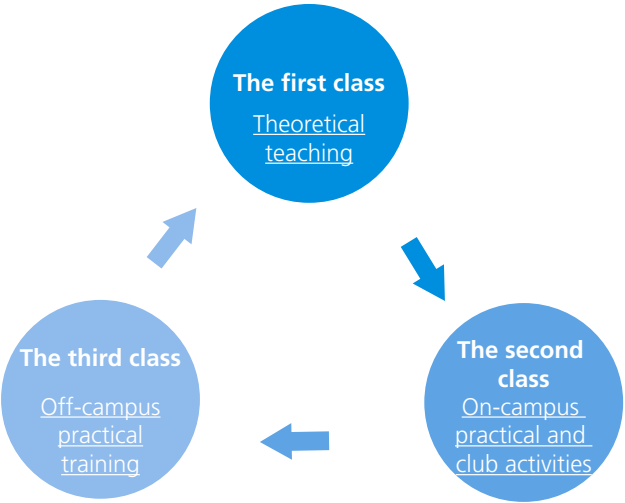 The first class
Theoretical
teaching
The second
class
On-campus
practical and
club activities
The third class
Off-campus
practical
training